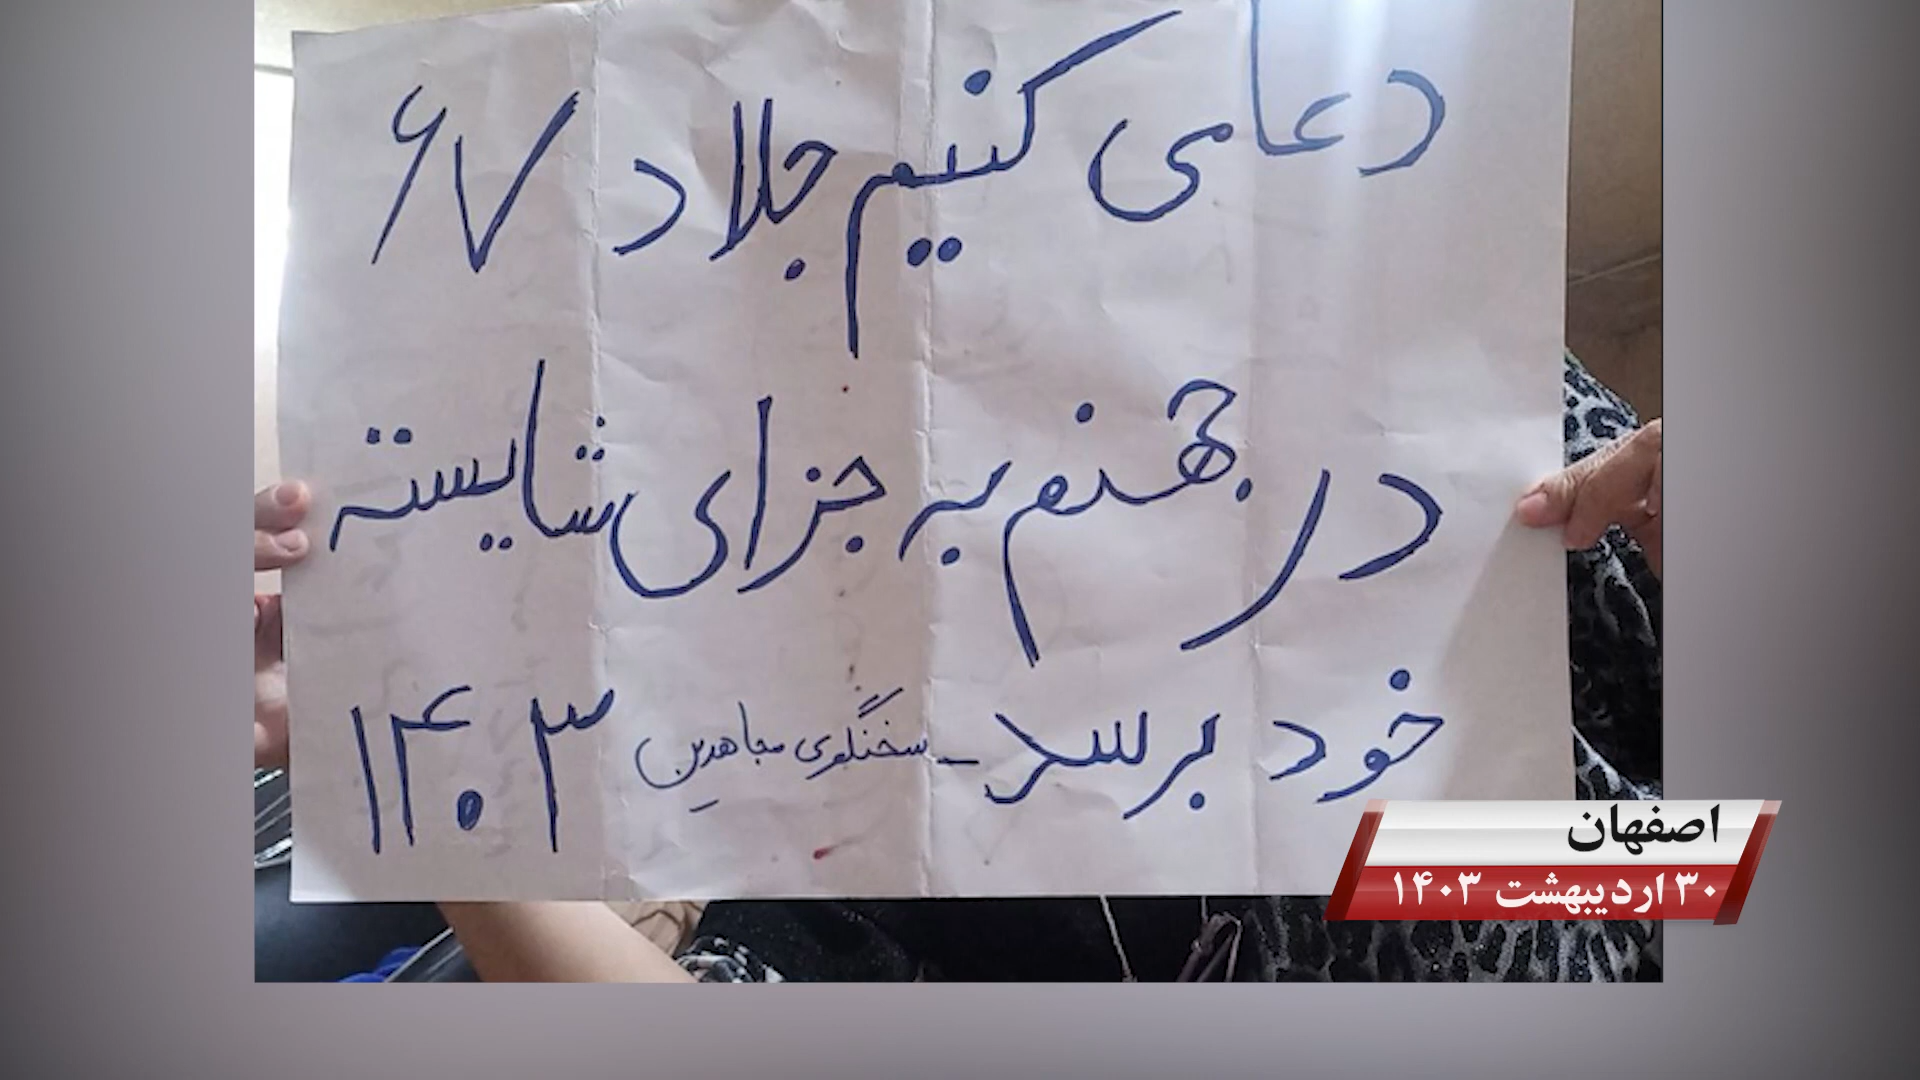 دعا می کنیم جلاد ۶۷
در جهنم به جزای شایسته
خود برسد - سخنگوی مجاهدین ۱۴۰۳
اصفهان
۳۰ اردیبهشت ۱۴۰۳